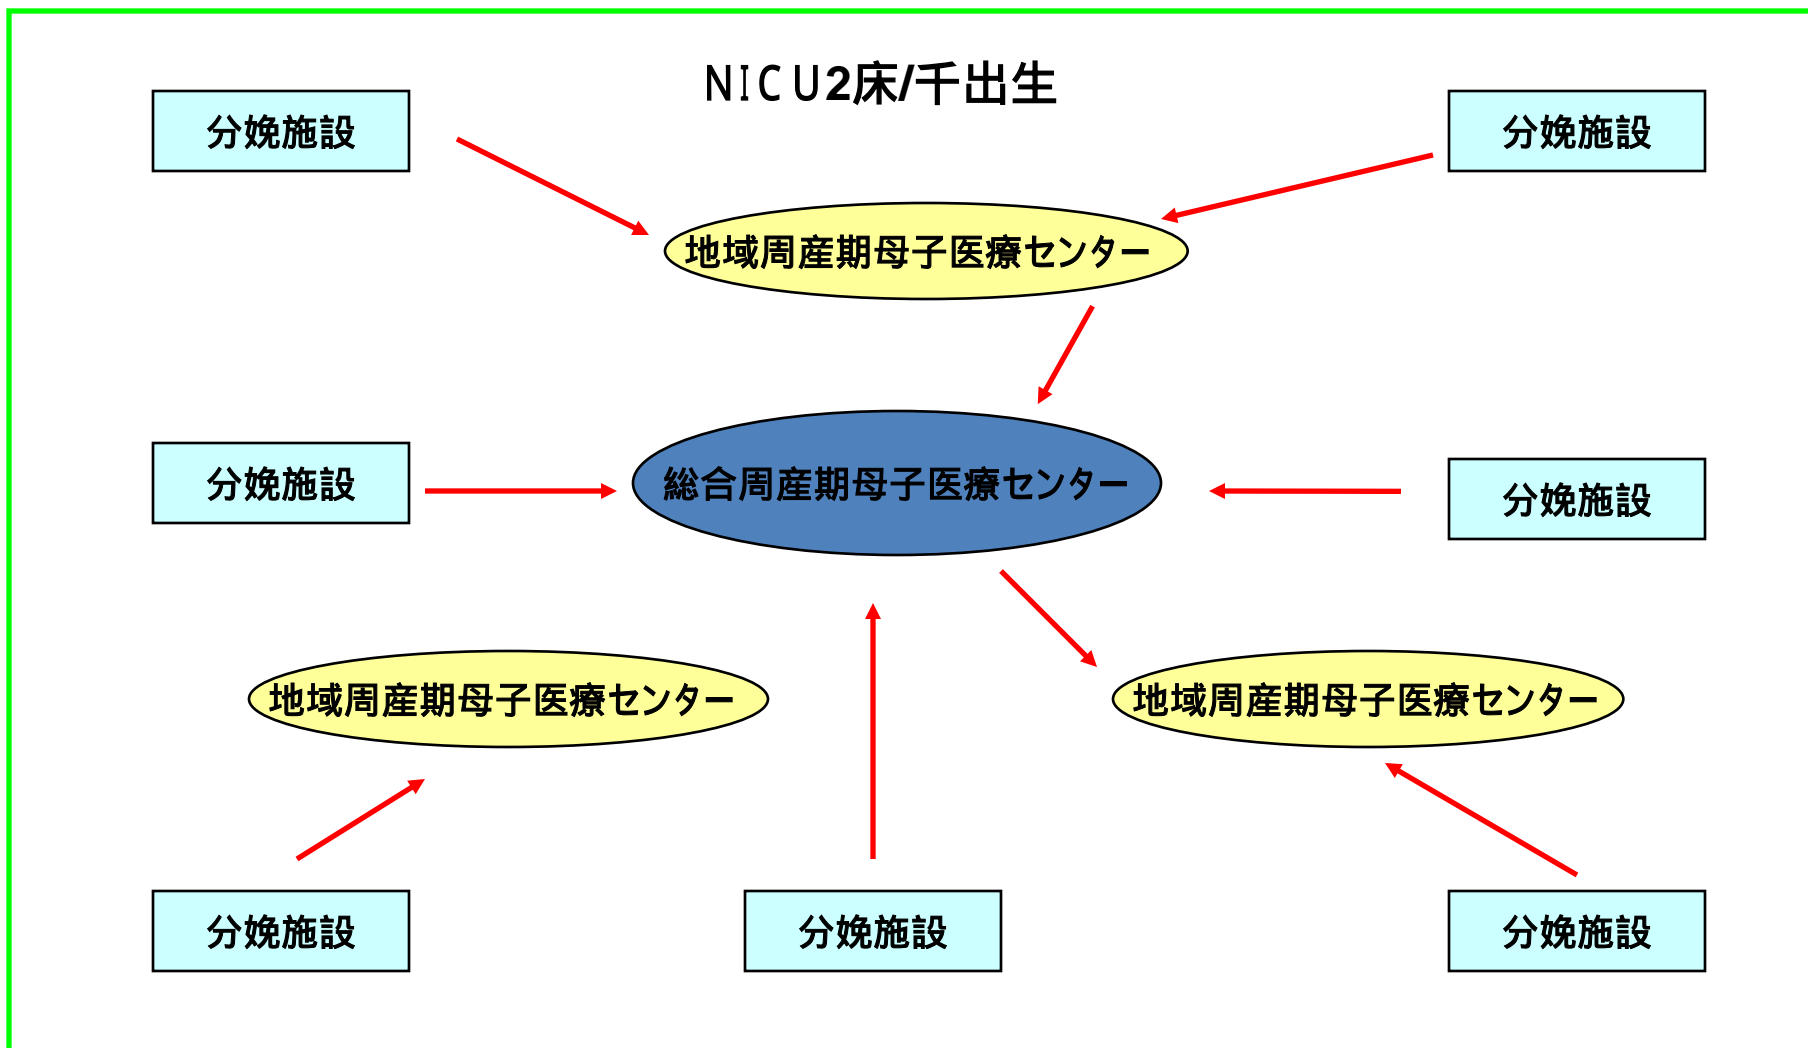 ＮＩＣＵ2床/千出生
分娩施設
分娩施設
地域周産期母子医療センター
分娩施設
総合周産期母子医療センター
分娩施設
地域周産期母子医療センター
地域周産期母子医療センター
分娩施設
分娩施設
分娩施設